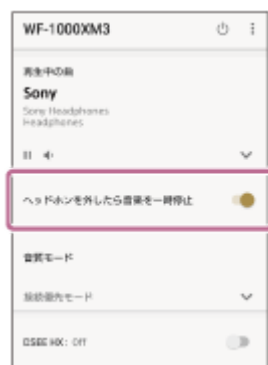 WF-1000XM3
再生中の曲
Sony
Sony Headphones
Headphones
ヘッドホンを外したら音楽を一時停止
音質モード
接続優先モード
DSEE HX: Off